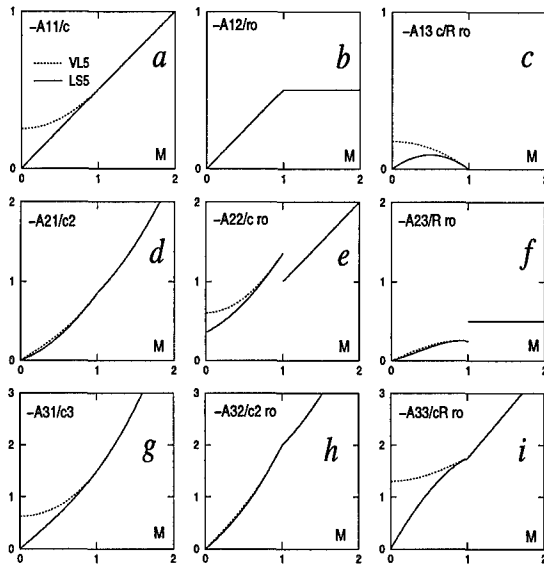 1
-A11/c
VL5
LS5
a
M
0
0
1
2
1
-A12/ro
b
M
0
0
1
2
1
-A13 c/R ro
c
M
0
0
1
2
2
-A21/c2
d
1
M
0
0
1
2
2
-A22/c ro
e
1
M
0
0
1
2
2
-A23/R ro
f
1
M
0
0
1
2
3
-A31/c3
g
2
1
M
0
0
1
2
3
-A32/c2 ro
h
2
1
M
0
0
1
2
3
-A33/cR ro
i
2
1
M
0
0
1
2